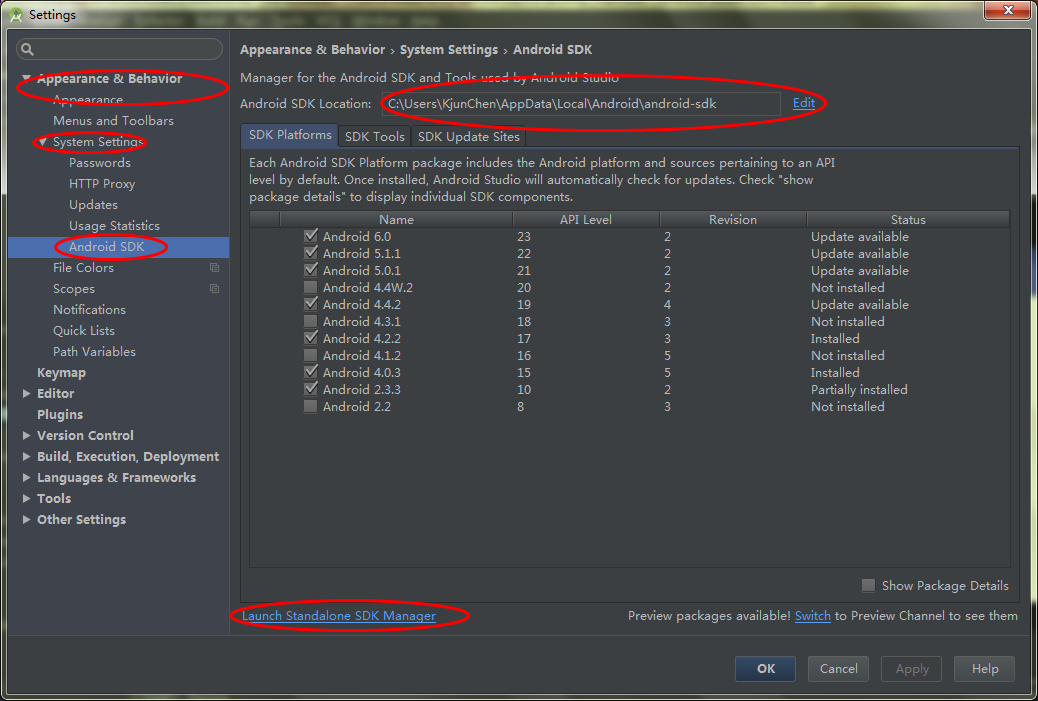 Settings
Appearance & Behavior
Appearance
Menus and Toolbars
System Settings
Passwords
HTTP Proxy
Updates
Usage Statistics
Android SDK
File Colors
Scopes
Notifications
Quick Lists
Path Variables
Keymap
Editor
Plugins
Version Control
Build, Execution, Deployment
Languages & Frameworks
Tools
Other Settings
Appearance & Behavior › System Settings › Android SDK
Manager for the Android SDK and Tools used by Android Studio
Android SDK Location: C:\Users\KjunChen\AppData\Local\Android\android-sdk Edit
SDK Platforms SDK Tools SDK Update Sites
Each Android SDK Platform package includes the Android platform and sources pertaining to an API
level by default. Once installed, Android Studio will automatically check for updates. Check "show
package details" to display individual SDK components.
Name API Level Revision Status
Android 6.0 23 2 Update available
Android 5.1.1 22 2 Update available
Android 5.0.1 21 2 Update available
Android 4.4W.2 20 2 Not installed
Android 4.4.2 19 4 Update available
Android 4.3.1 18 3 Not installed
Android 4.2.2 17 3 Installed
Android 4.1.2 16 5 Not installed
Android 4.0.3 15 5 Installed
Android 2.3.3 10 2 Partially installed
Android 2.2 8 3 Not installed
Show Package Details
Launch Standalone SDK Manager Preview packages available! Switch to Preview Channel to see them
OK Cancel Apply Help